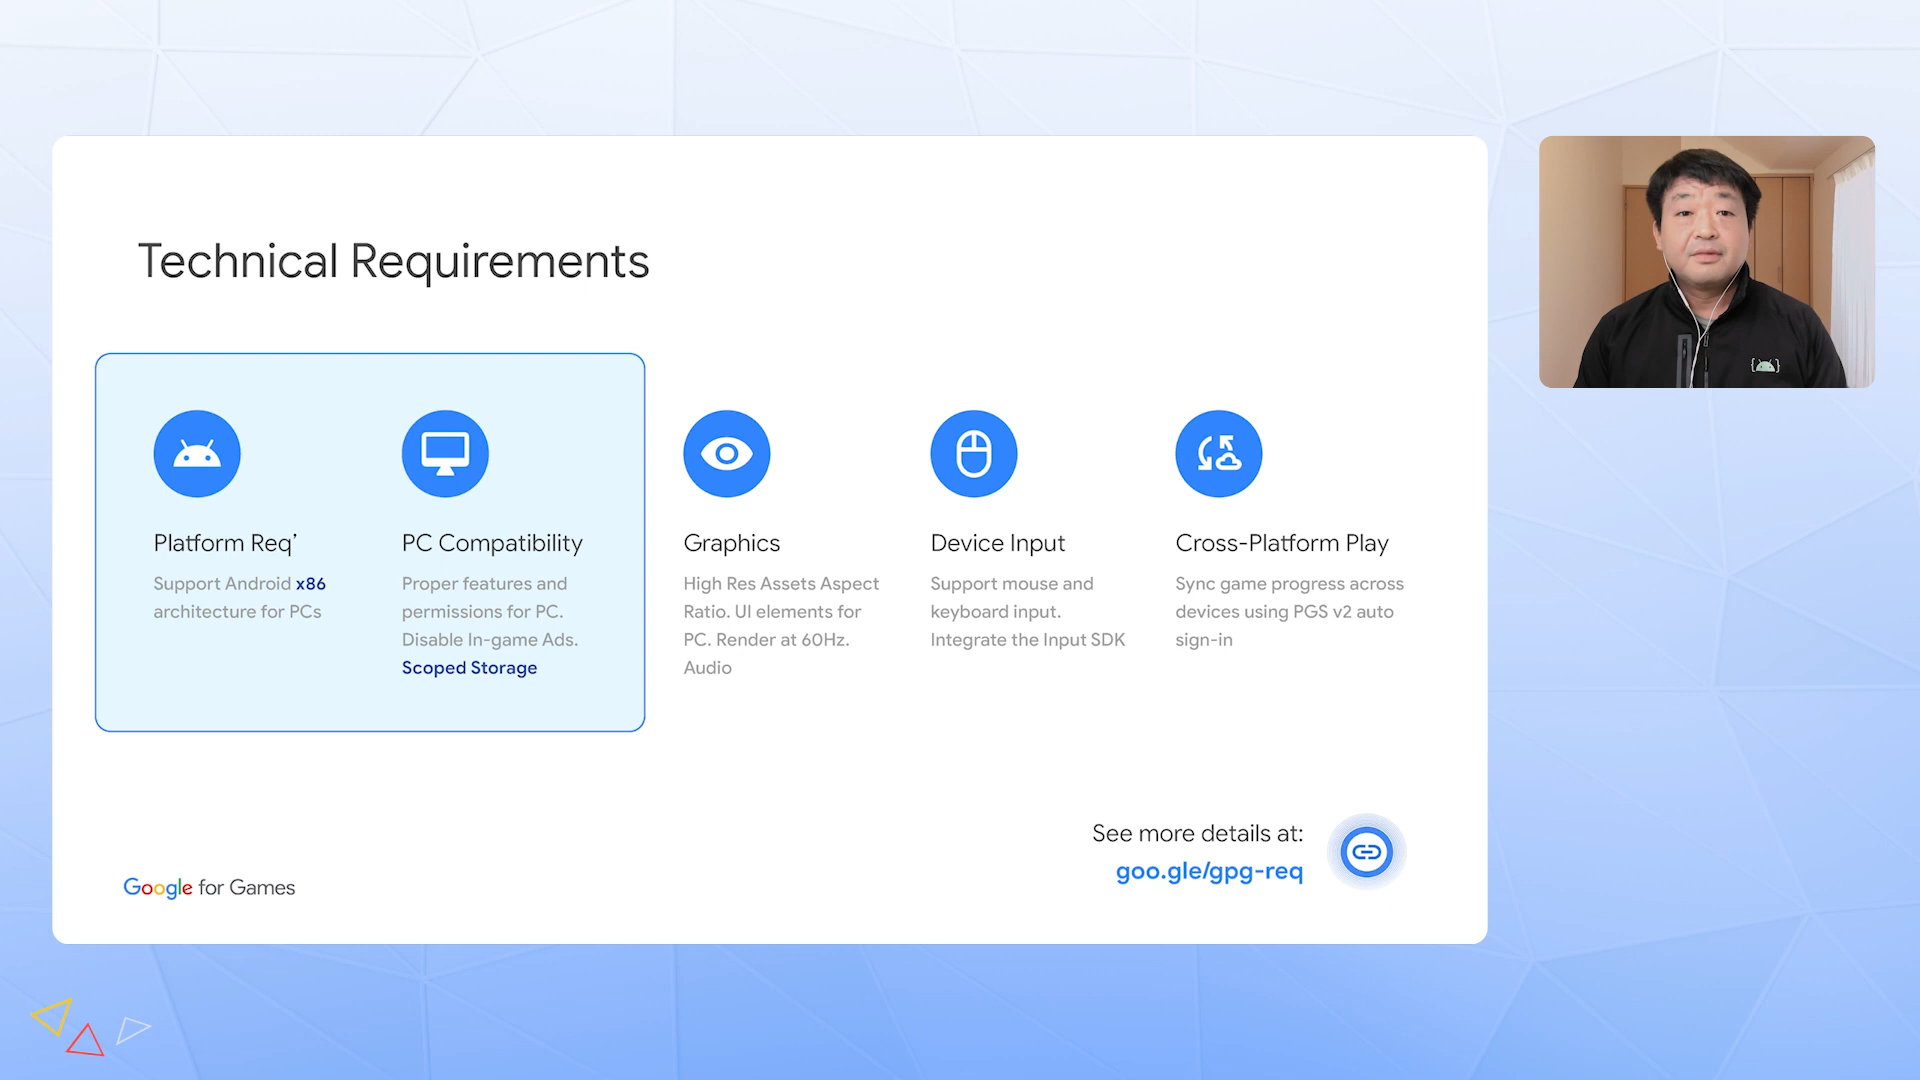 Technical Requirements
Platform Req’
Support Android x86
architecture for PCs
PC Compatibility
Proper features and
permissions for PC.
Disable In-game Ads.
Scoped Storage
Graphics
High Res Assets Aspect
Ratio. UI elements for
PC. Render at 60Hz.
Audio
Device Input
Support mouse and
keyboard input.
Integrate the Input SDK
Cross-Platform Play
Sync game progress across
devices using PGS v2 auto
sign-in
See more details at:
goo.gle/gpg-req
Google for Games